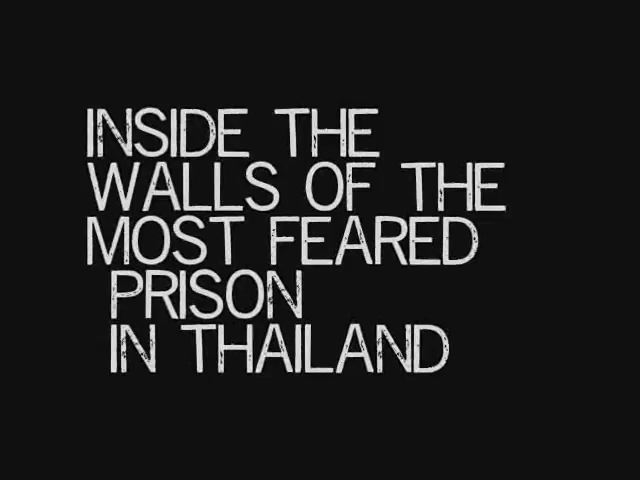 INSIDE THE
WALLS OF THE
MOST FEARED
PRISON
IN THAILAND